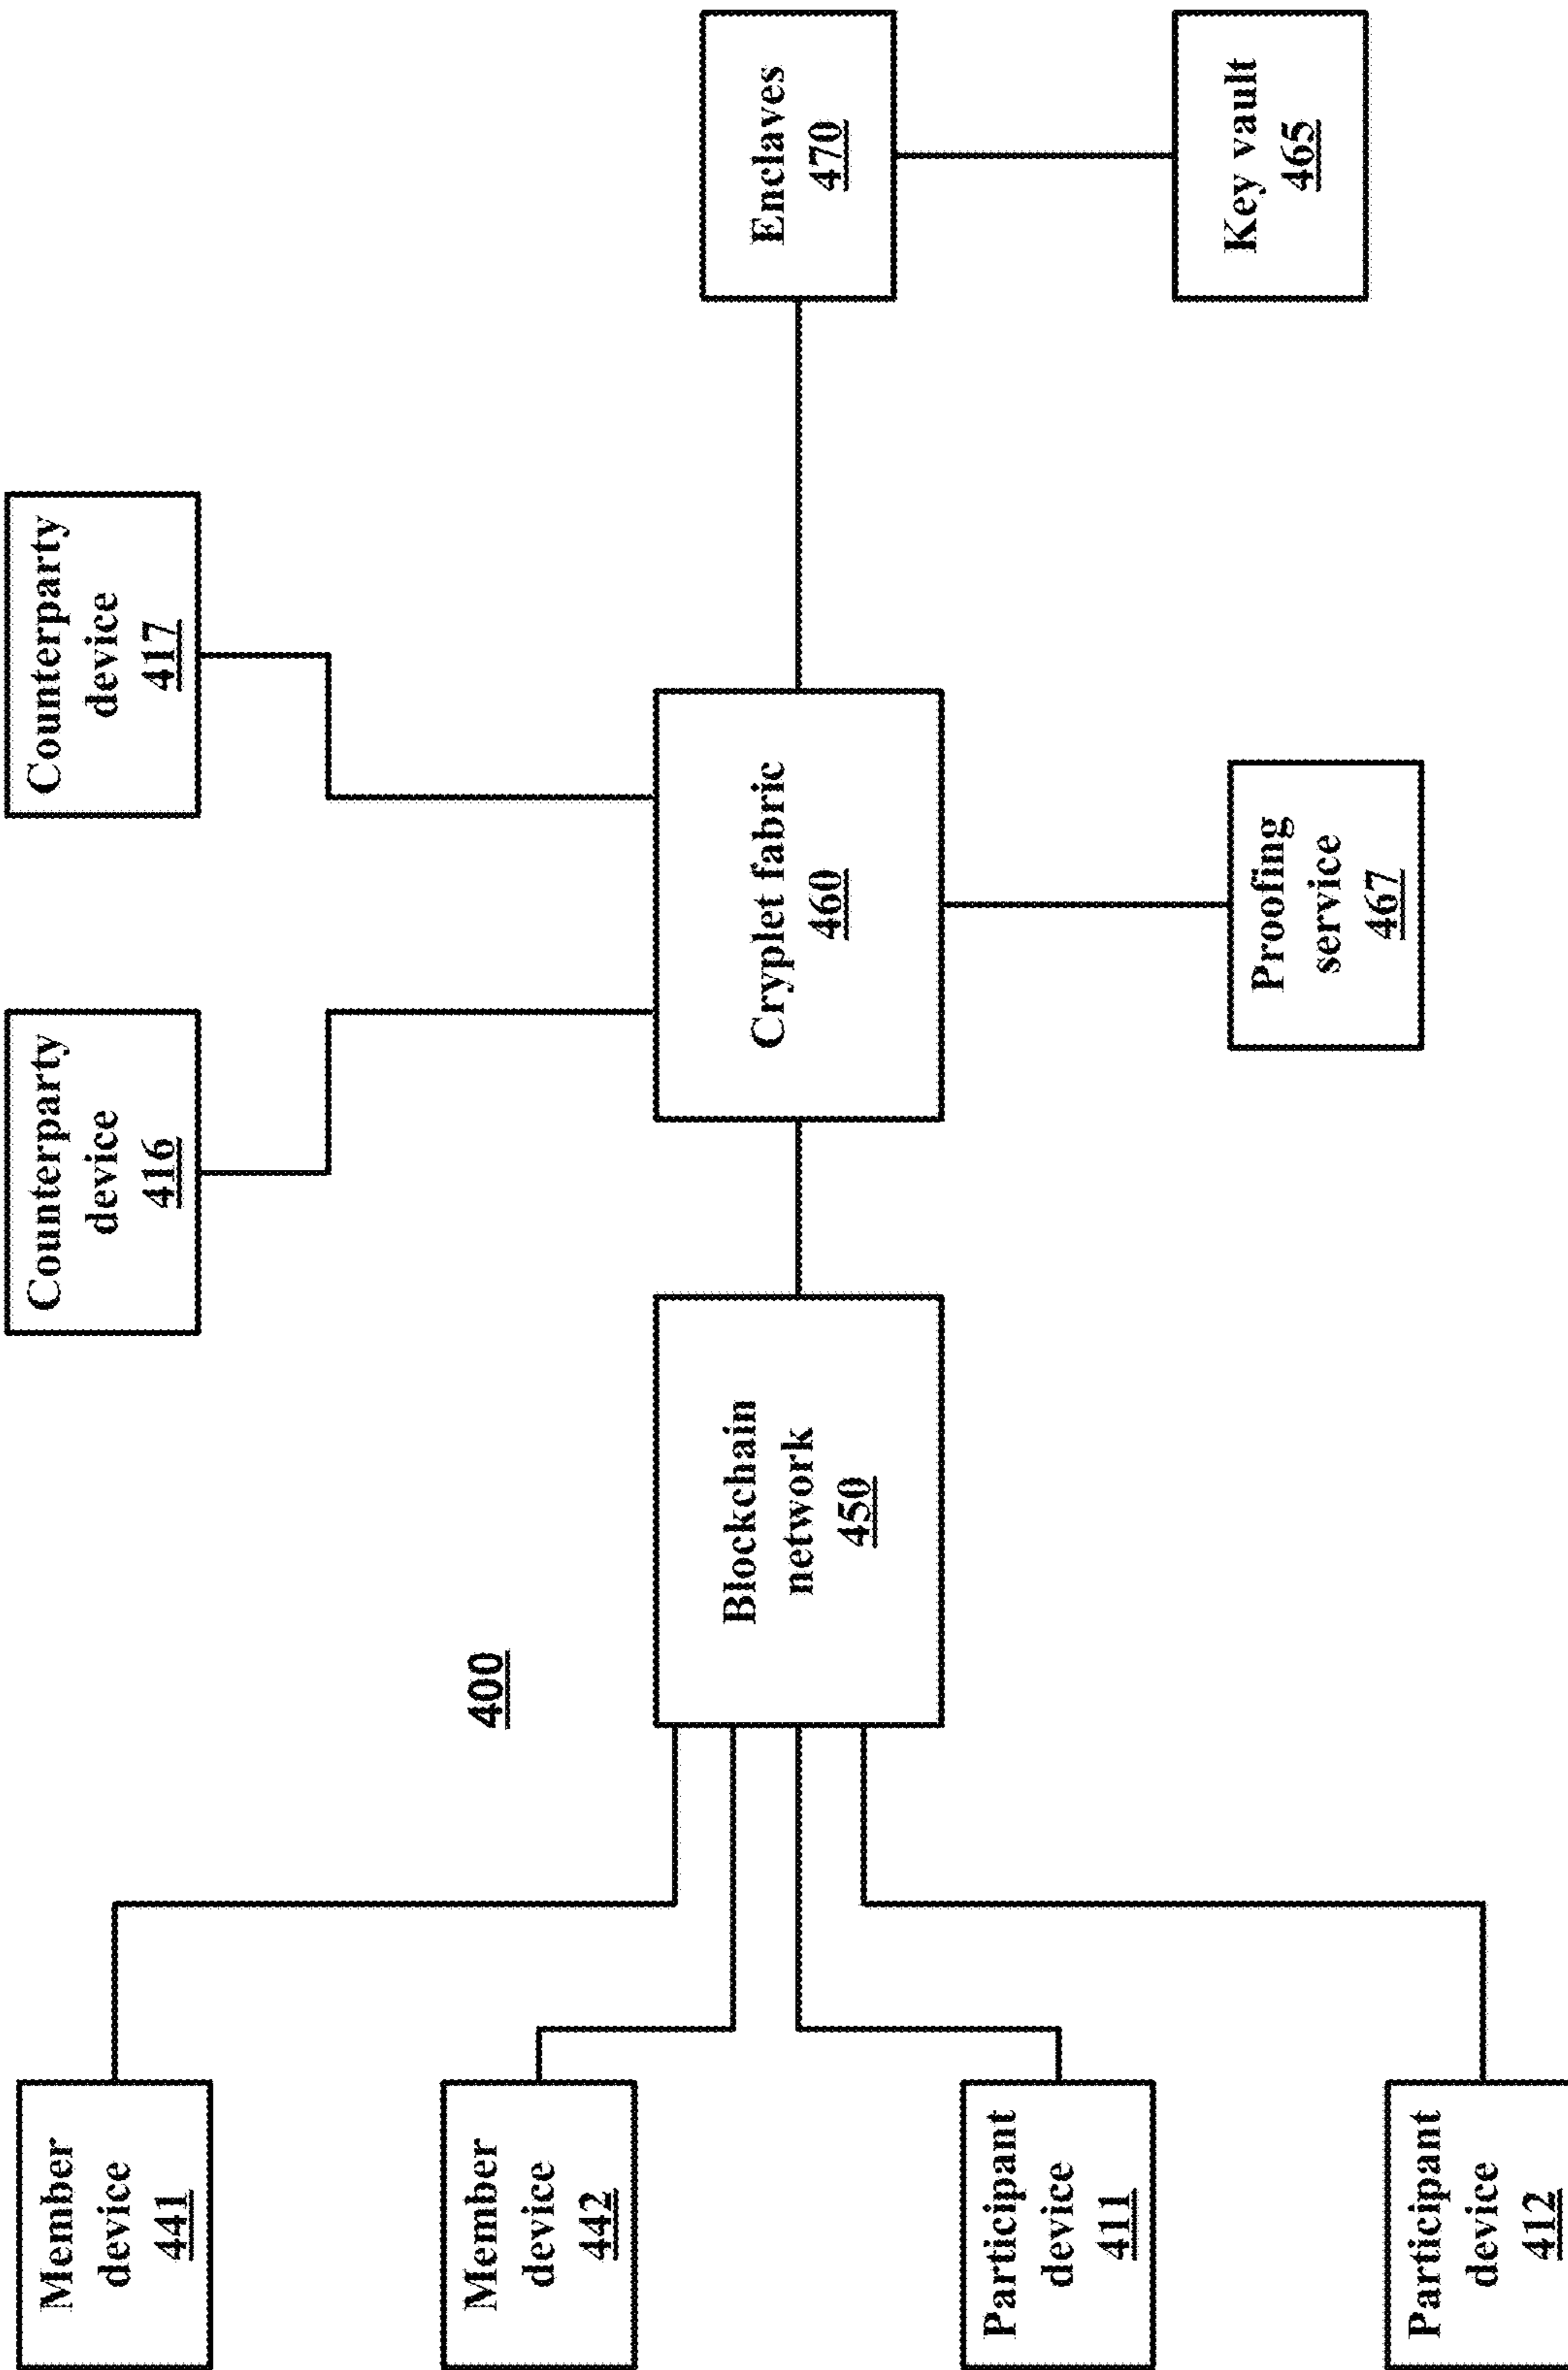 Counterparty
device
416
Counterparty
device
417
Member
device
441
400
Member
device
442
Blockchain
network
450
Cryplet fabric
460
Enclaves
470
Participant
device
411
Participant
device
412
Proofing
service
467
Key vault
465